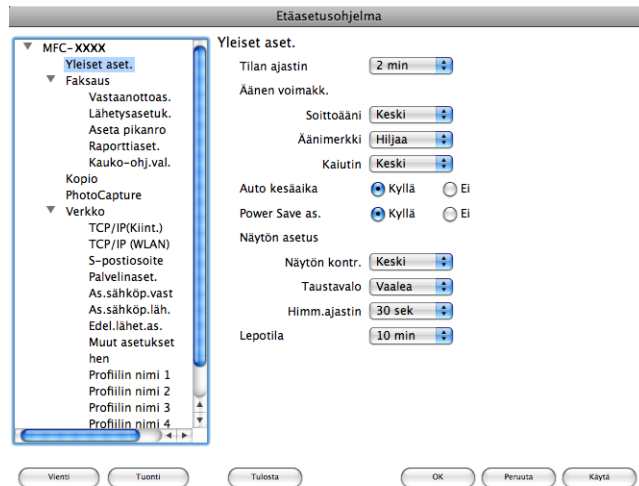 Etäasetusohjelma
MFC-XXXX
Yleiset aset.
Faksaus
Vastaanottoas.
Lähetysasetuk.
Aseta pikanro
Raporttiaset.
Kauko-ohj.val.
Kopio
PhotoCapture
Verkko
TCP/IP(Kiint.)
TCP/IP (WLAN)
S-postiosoite
Palvelinaset.
As.sähköp.vast
As.sähköp.läh.
Edel.lähet.as.
Muut asetukset
hen
Profiilin nimi 1
Profiilin nimi 2
Profiilin nimi 3
Profiilin nimi 4
Yleiset aset.
Tilan ajastin 2 min
Äänen voimakk.
Soittoääni Keski
Äänimerkki Hiljaa
Kaiutin Keski
Auto kesäaika Kyllä Ei
Power Save as. Kyllä Ei
Näytön asetus
Näytön kontr. Keski
Taustavalo Vaalea
Himm.ajastin 30 sek
Lepotila 10 min
Vienti Tuonti Tulosta OK Peruuta Käytä